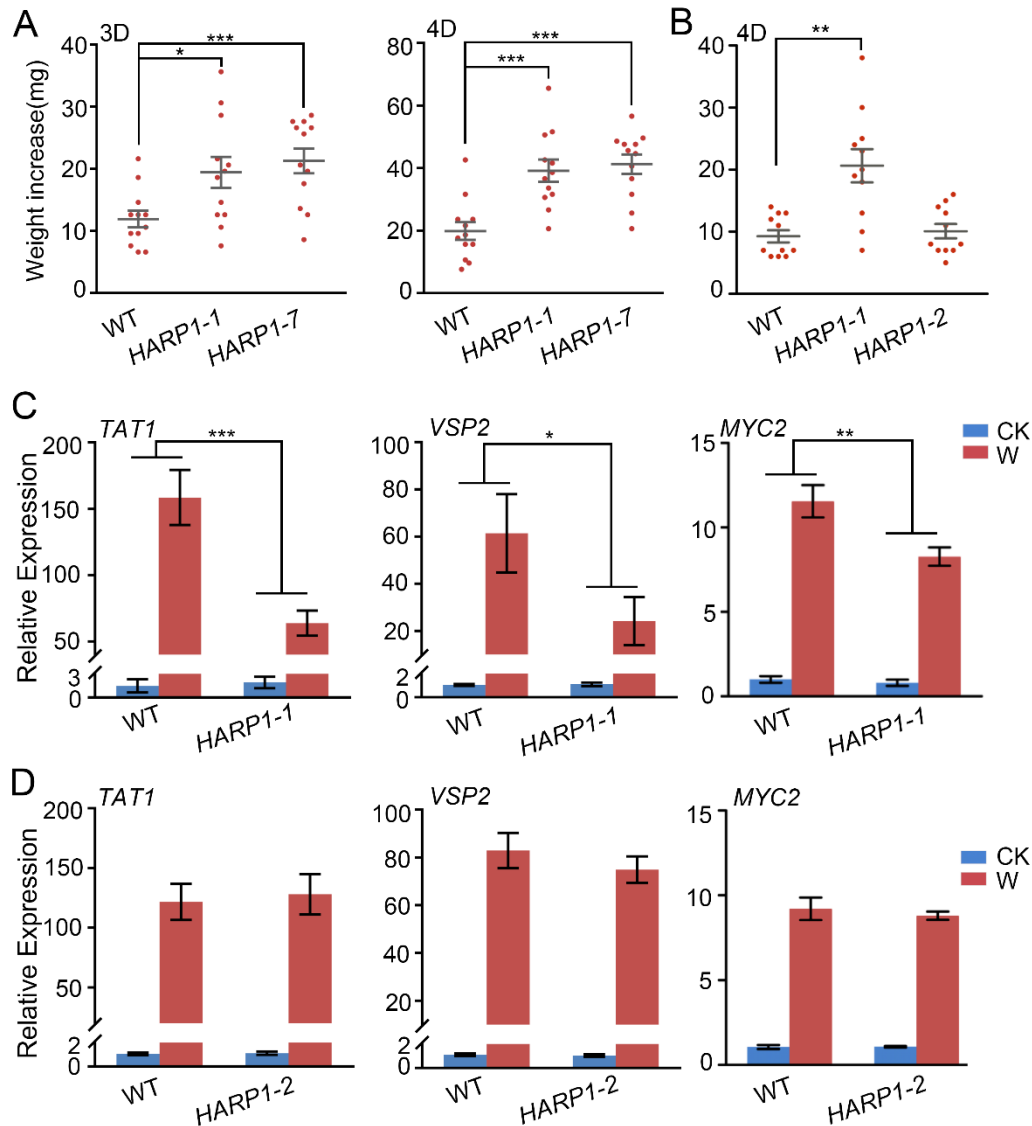 A
3D
***
*
Weight increase(mg)
40
30
20
10
0
WT
HARP1-1
HARP1-7
4D
***
***
80
60
40
20
0
WT
HARP1-1
HARP1-7
B
4D
**
40
30
20
10
0
WT
HARP1-1
HARP1-2
C
TAT1
***
Relative Expression
200
150
100
50
3
0
WT
HARP1-1
VSP2
*
100
80
60
40
20
2
0
WT
HARP1-1
MYC2
**
15
10
5
0
WT
HARP1-1
CK
W
D
TAT1
Relative Expression
200
150
100
50
2
0
WT
HARP1-2
VSP2
100
80
60
40
20
2
0
WT
HARP1-2
MYC2
15
10
5
0
WT
HARP1-2
CK
W